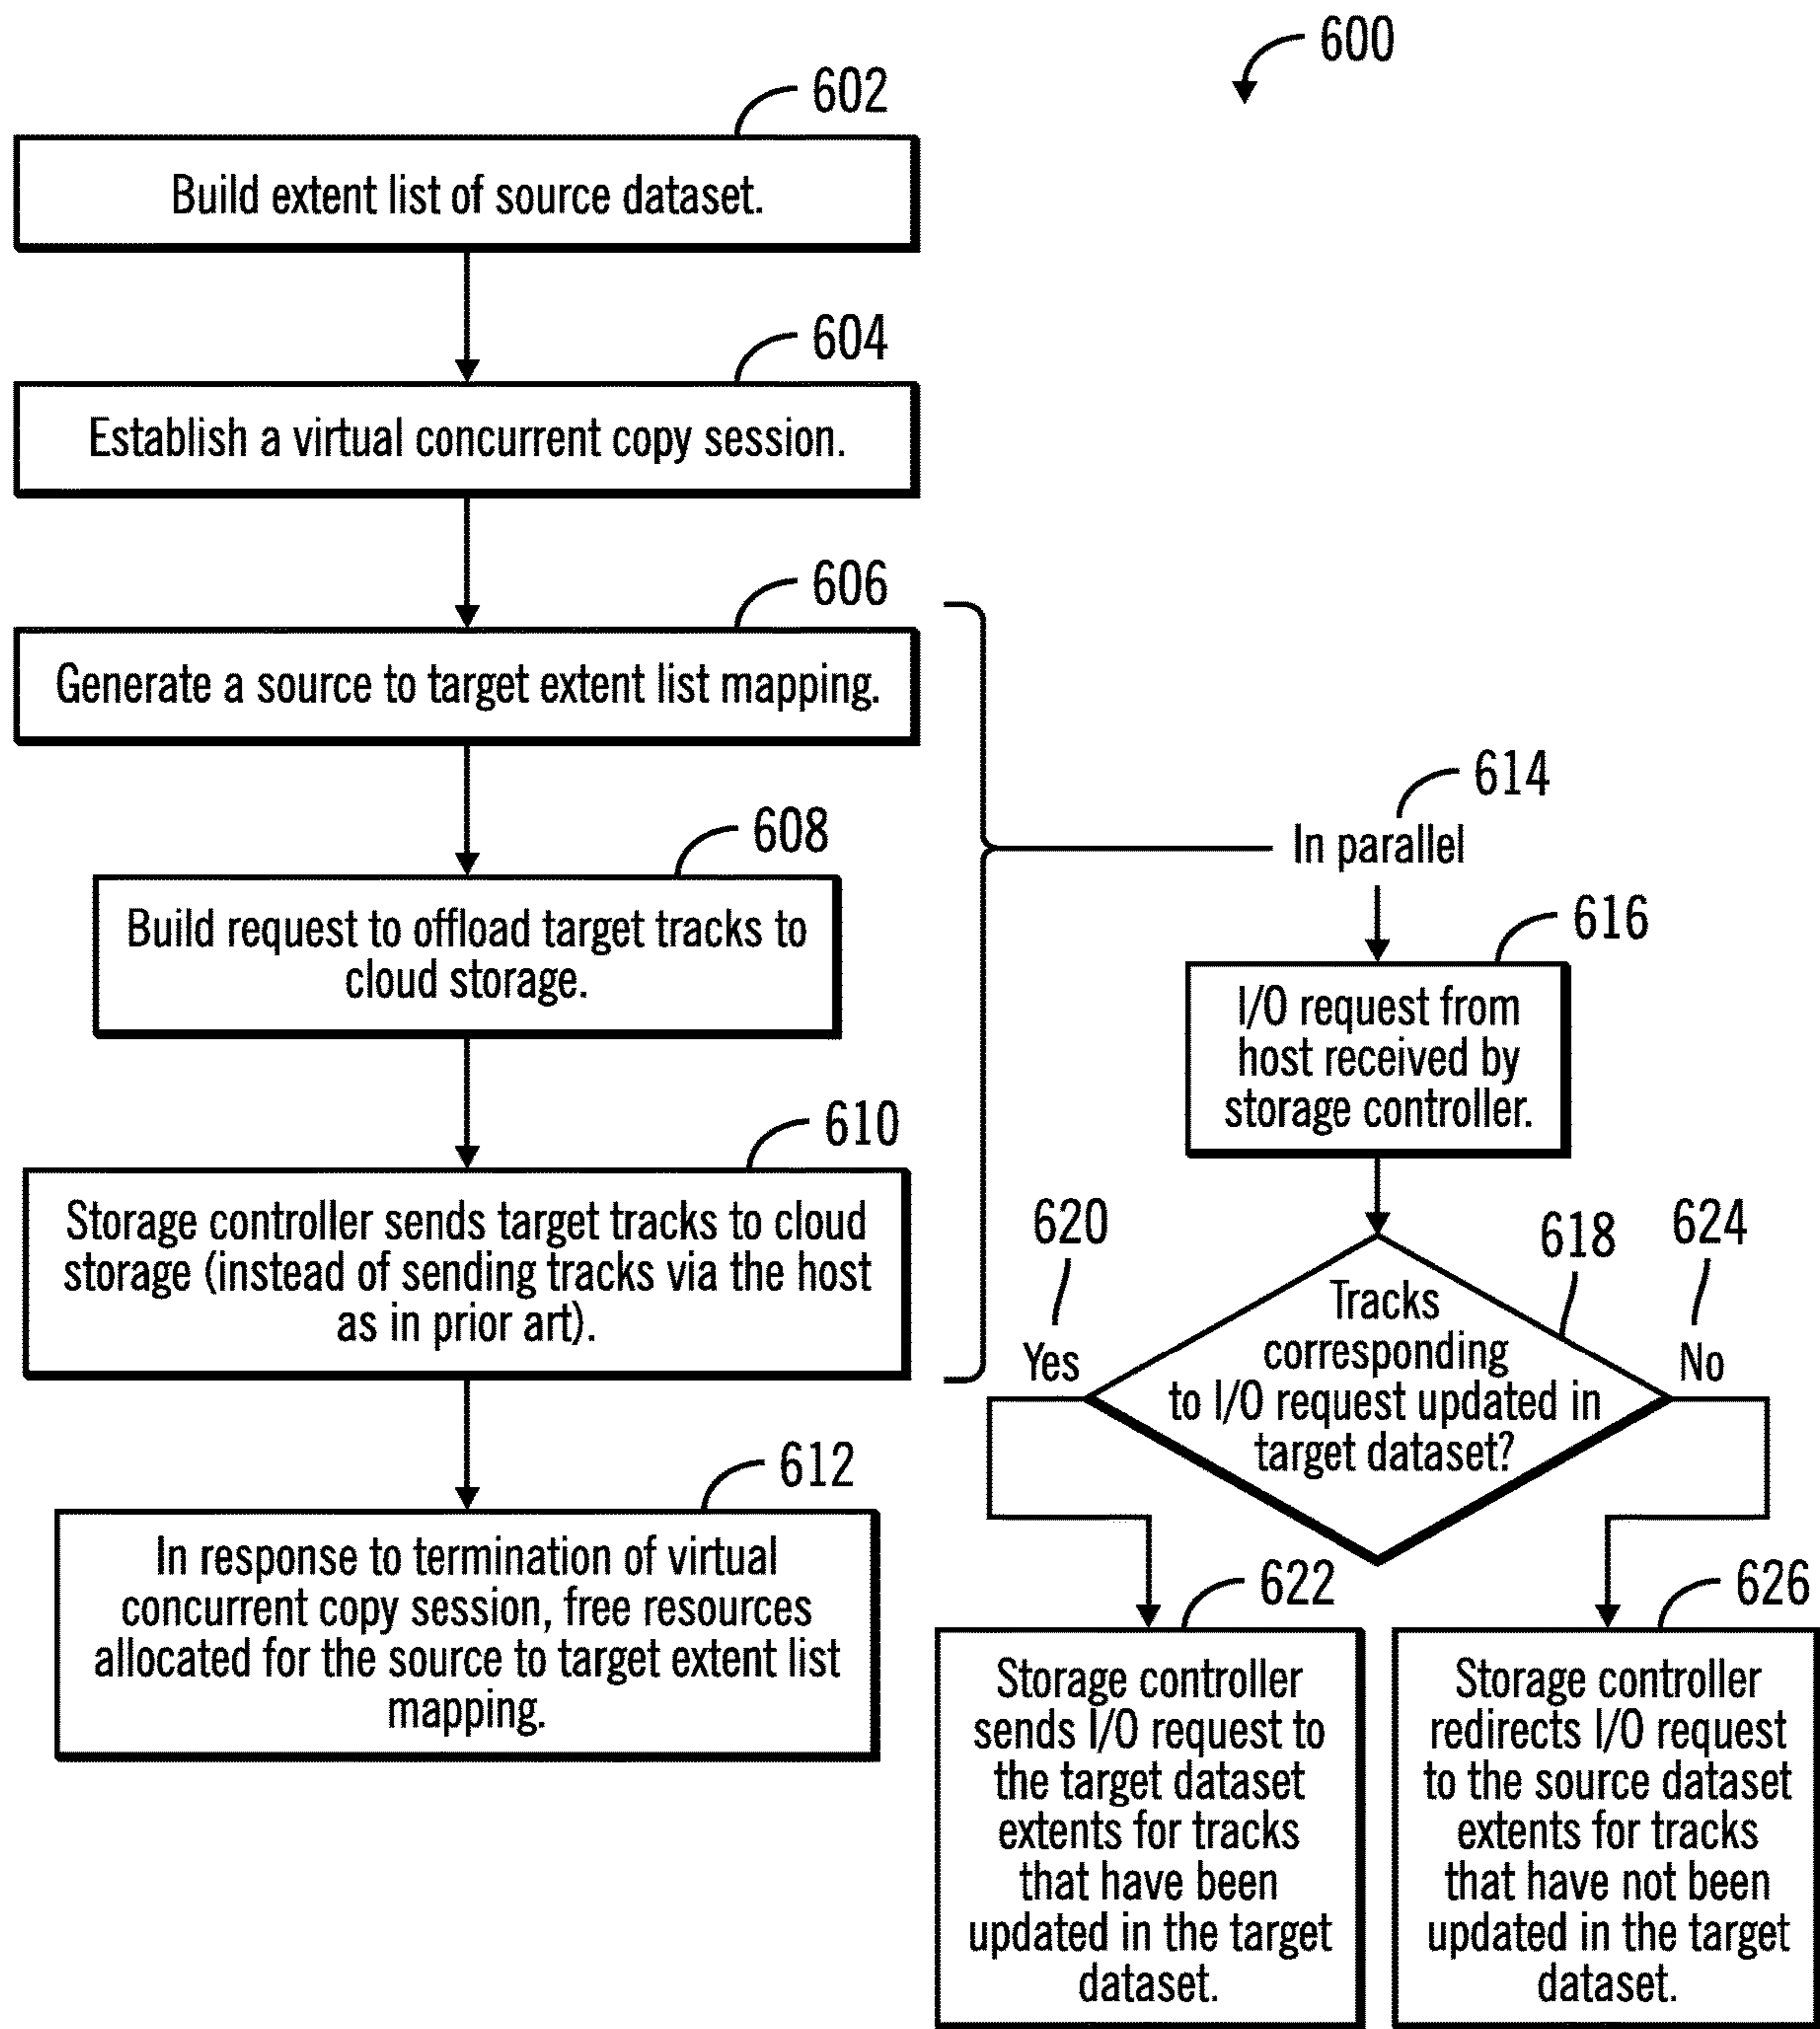 600
602
Build extent list of source dataset.
604
Establish a virtual concurrent copy session.
606
Generate a source to target extent list mapping.
608
Build request to offload target tracks to
cloud storage.
610
Storage controller sends target tracks to cloud
storage (instead of sending tracks via the host
as in prior art).
612
In response to termination of virtual
concurrent copy session, free resources
allocated for the source to target extent list
mapping.
614
In parallel
616
I/O request from
host received by
storage controller.
618
Tracks
corresponding
to I/O request updated in
target dataset?
620
Yes
624
No
622
Storage controller
sends I/O request to
the target dataset
extents for tracks
that have been
updated in the target
dataset.
626
Storage controller
redirects I/O request
to the source dataset
extents for tracks
that have not been
updated in the target
dataset.